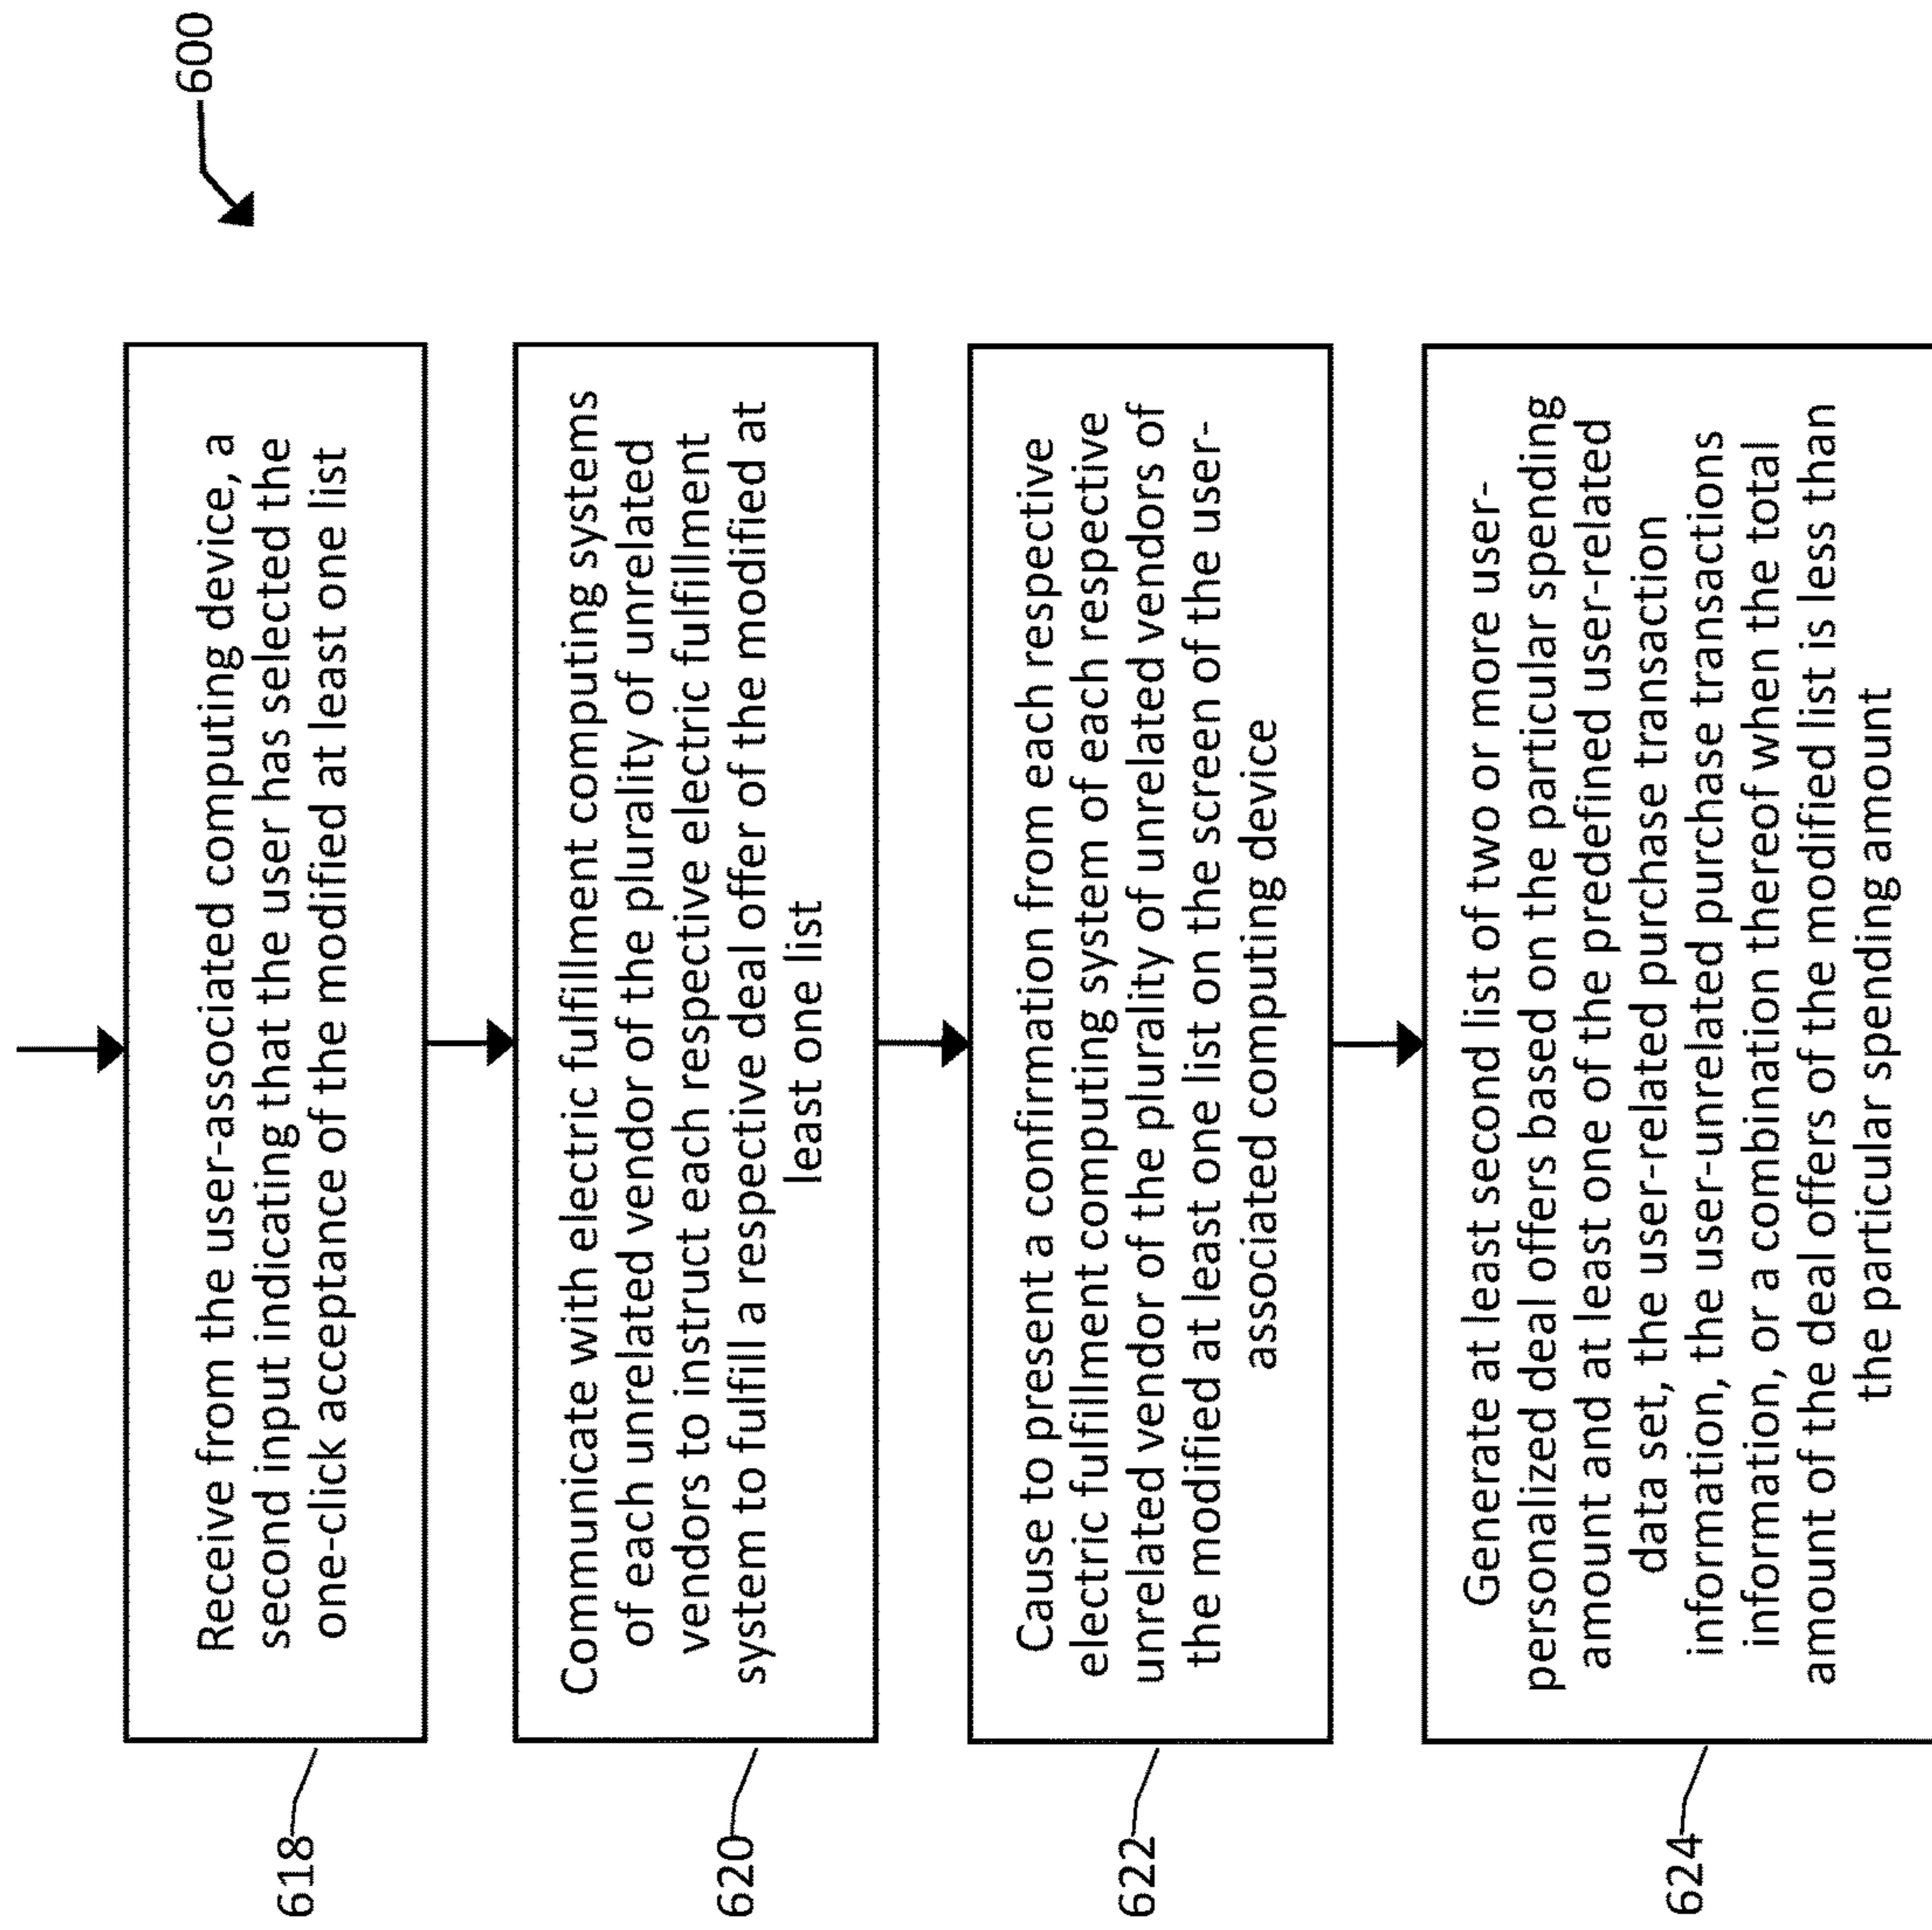 600
618
Receive from the user-associated computing device, a
second input indicating that the user has selected the
one-click acceptance of the modified at least one list
620
Communicate with electric fulfillment computing systems
of each unrelated vendor of the plurality of unrelated
vendors to instruct each respective electric fulfillment
system to fulfill a respective deal offer of the modified at
least one list
622
Cause to present a confirmation from each respective
electric fulfillment computing system of each respective
unrelated vendor of the plurality of unrelated vendors of
the modified at least one list on the screen of the user-
associated computing device
624
Generate at least second list of two or more user-
personalized deal offers based on the particular spending
amount and at least one of the predefined user-related
data set, the user-related purchase transaction
information, the user-unrelated purchase transactions
information, or a combination thereof when the total
amount of the deal offers of the modified list is less than
the particular spending amount